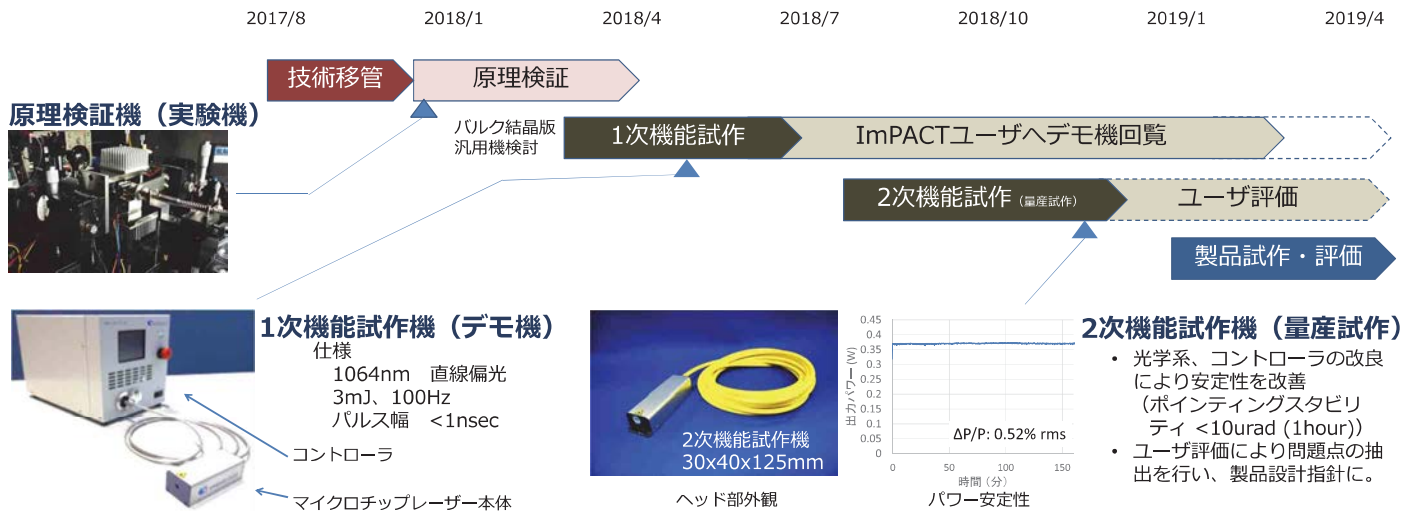 2017/8
2018/1
2018/4
2018/7
2018/10
2019/1
2019/4
技術移管
原理検証
原理検証機（実験機）
バルク結晶版
汎用機検討
1次機能試作
ImPACTユーザへデモ機回覧
2次機能試作（量産試作）
ユーザ評価
製品試作・評価
1次機能試作機（デモ機）
仕様
1064nm　直線偏光
3mJ、100Hz
パルス幅　<1nsec
コントローラ
マイクロチップレーザー本体
2次機能試作機
30x40x125mm
ヘッド部外観
出力パワー(W)
0.45
0.4
0.35
0.3
0.25
0.2
0.15
0.1
0.05
0
ΔP/P: 0.52% rms
0
50
100
150
時間（分）
パワー安定性
2次機能試作機（量産試作）
• 光学系、コントローラの改良
により安定性を改善
（ポインティングスタビリ
ティ <10urad (1hour)）
• ユーザ評価により問題点の抽
出を行い、製品設計指針に。